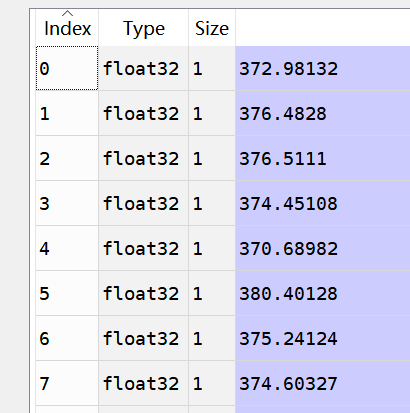 Index Type Size
0 float32 1 372.98132
1 float32 1 376.4828
2 float32 1 376.5111
3 float32 1 374.45108
4 float32 1 370.68982
5 float32 1 380.40128
6 float32 1 375.24124
7 float32 1 374.60327